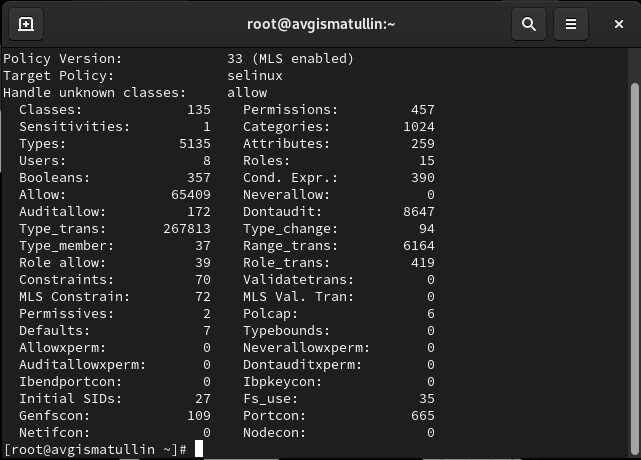 root@avgismatullin:~
Policy Version: 33 (MLS enabled)
Target Policy: selinux
Handle unknown classes: allow
Classes: 135 Permissions: 457
Sensitivities: 1 Categories: 1024
Types: 5135 Attributes: 259
Users: 8 Roles: 15
Booleans: 357 Cond. Expr.: 390
Allow: 65409 Neverallow: 0
Auditallow: 172 Dontaudit: 8647
Type_trans: 267813 Type_change: 94
Type_member: 37 Range_trans: 6164
Role allow: 39 Role_trans: 419
Constraints: 70 Validatetrans: 0
MLS Constrain: 72 MLS Val. Tran: 0
Permissives: 2 Polcap: 6
Defaults: 7 Typebounds: 0
Allowxperm: 0 Neverallowxperm: 0
Auditallowxperm: 0 Dontauditxperm: 0
Ibendportcon: 0 Ibpkeycon: 0
Initial SIDs: 27 Fs_use: 35
Genfscon: 109 Portcon: 665
Netifcon: 0 Nodecon: 0
[root@avgismatullin ~]#